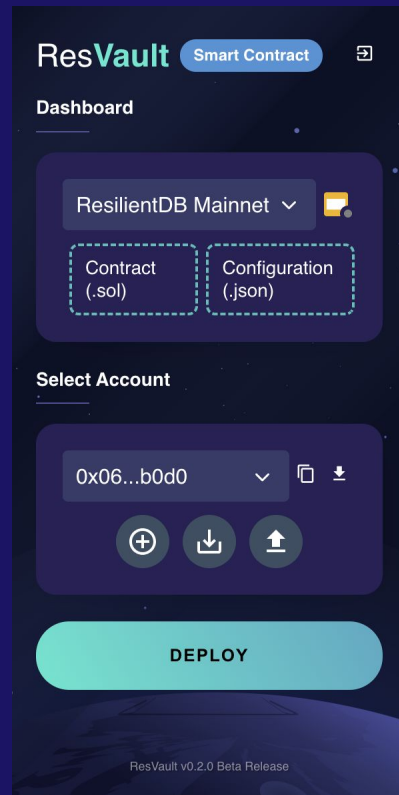 ResVault Smart Contract
Dashboard
ResilientDB Mainnet
Contract
(.sol)
Configuration
(.json)
Select Account
0x06...b0d0
DEPLOY
ResVault v0.2.0 Beta Release